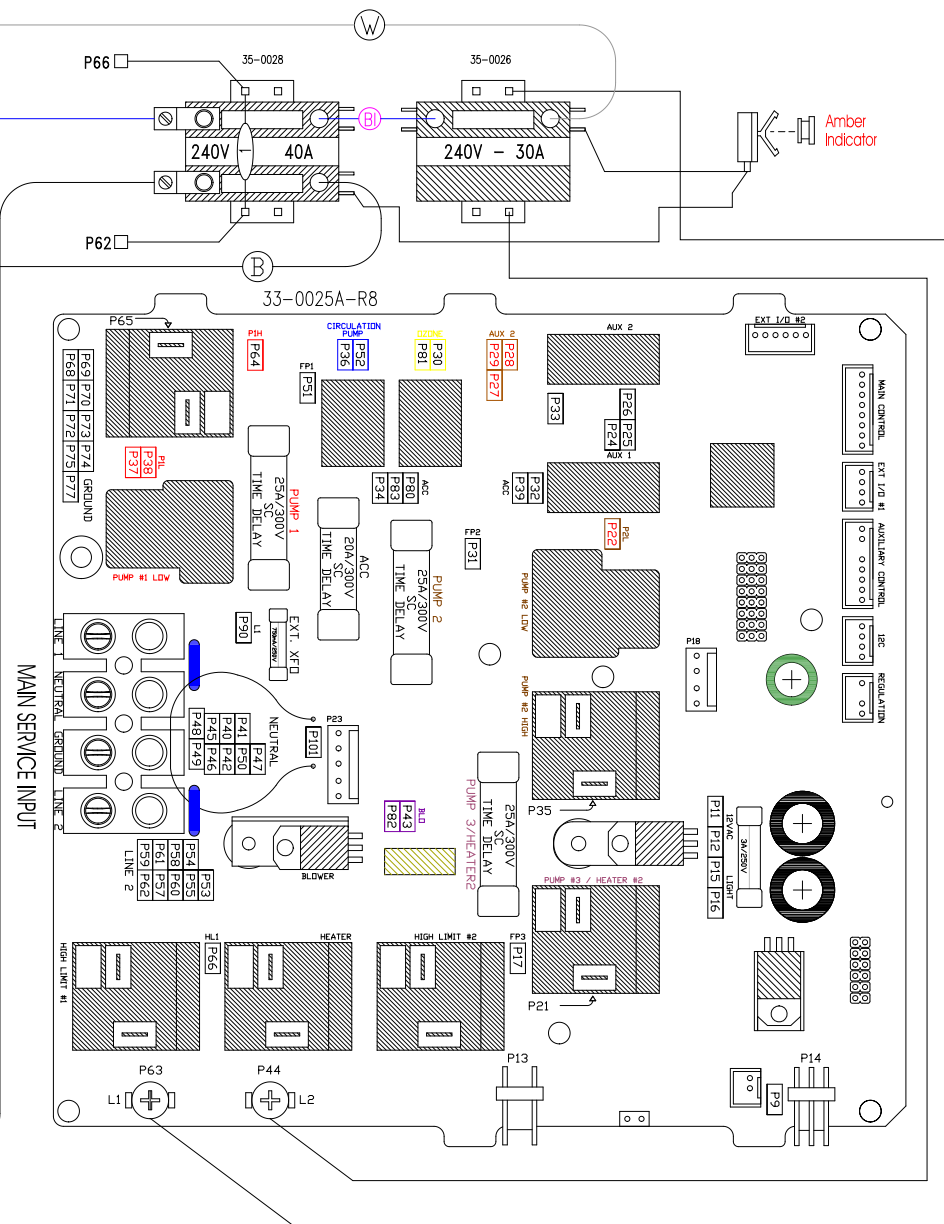 W
P66
35-0028
35-0026
BI
Amber
Indicator
240V
1
40A
240V - 30A
P62
B
33-0025A-R8
P65
P1H
P64
CIRCULATION
PUMP
P36
P52
OZONE
P81
P30
AUX 2
P29
P28
P27
AUX 2
EXT I/O #2
FP1
P51
P68
P69
P71
P70
P72
P73
P75
P74
P77
GROUND
P33
P26
P24
P25
MAIN CONTROL
P1L
P37
P38
25A/300V
SC
TIME DELAY
PUMP 1
P34
P83
P80
ACC
ACC
P39
P32
AUX 1
EXT I/O #1
20A/300V
SC
TIME DELAY
ACC
25A/300V
SC
TIME DELAY
PUMP 2
FP2
P31
P22
P2L
PUMP #1 LOW
PUMP #2 LOW
AUXILIARY CONTROL
P90
L1
750mA/250V
EXT. XFO
I2C
P18
LINE 1
NEUTRAL
GROUND
LINE 2
MAIN SERVICE INPUT
REGULATION
PUMP #2 HIGH
P48
P49
P45
P46
P40
P42
P41
P50
P47
NEUTRAL
P101
P23
P35
25A/300V
SC
TIME DELAY
PUMP 3/HEATER2
P82
P43
BLO
BLOWER
P11
P12
P15
P16
12VAC
LIGHT
3A/250V
LINE 2
P59
P62
P61
P57
P58
P60
P54
P55
P53
PUMP #3 / HEATER #2
HIGH LIMIT #1
HL1
P66
HEATER
HIGH LIMIT #2
FP3
P17
P21
P63
L1
P44
L2
P13
P9
P14